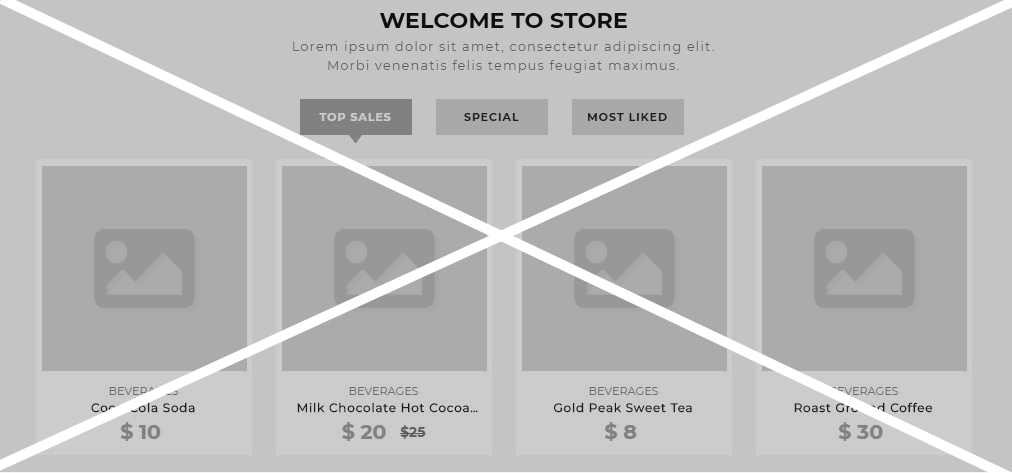 WELCOME TO STORE
Lorem ipsum dolor sit amet, consectetur adipiscing elit.
Morbi venenatis felis tempus feugiat maximus.
TOP SALES
SPECIAL
MOST LIKED
BEVERAGES
Coca Cola Soda
$ 10
BEVERAGES
Milk Chocolate Hot Cocoa...
$ 20 $25
BEVERAGES
Gold Peak Sweet Tea
$ 8
BEVERAGES
Roast Ground Coffee
$ 30